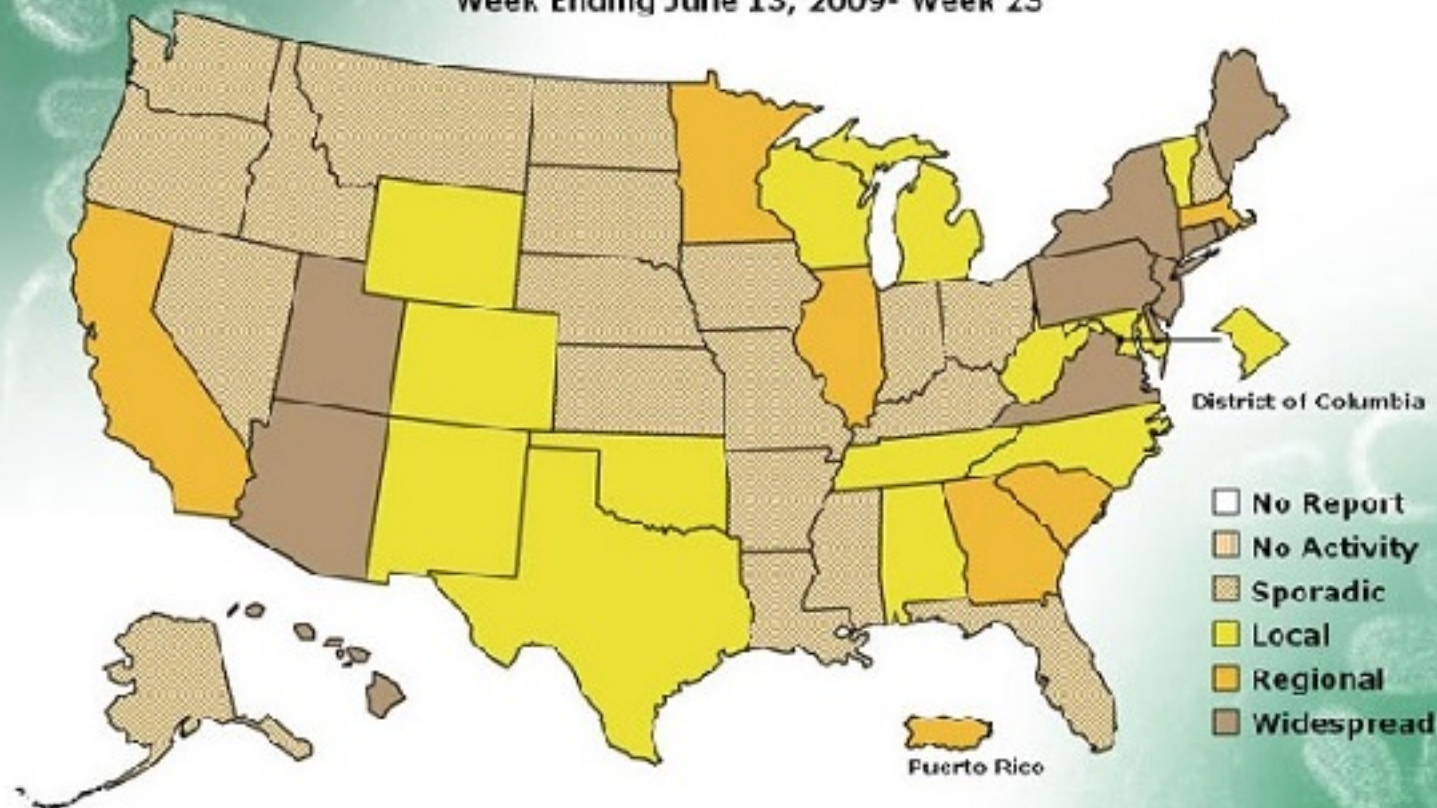 Week Ending June 13, 2009- Week 23
District of Columbia
No Report
No Activity
Sporadic
Local
Regional
Widespread
Puerto Rico